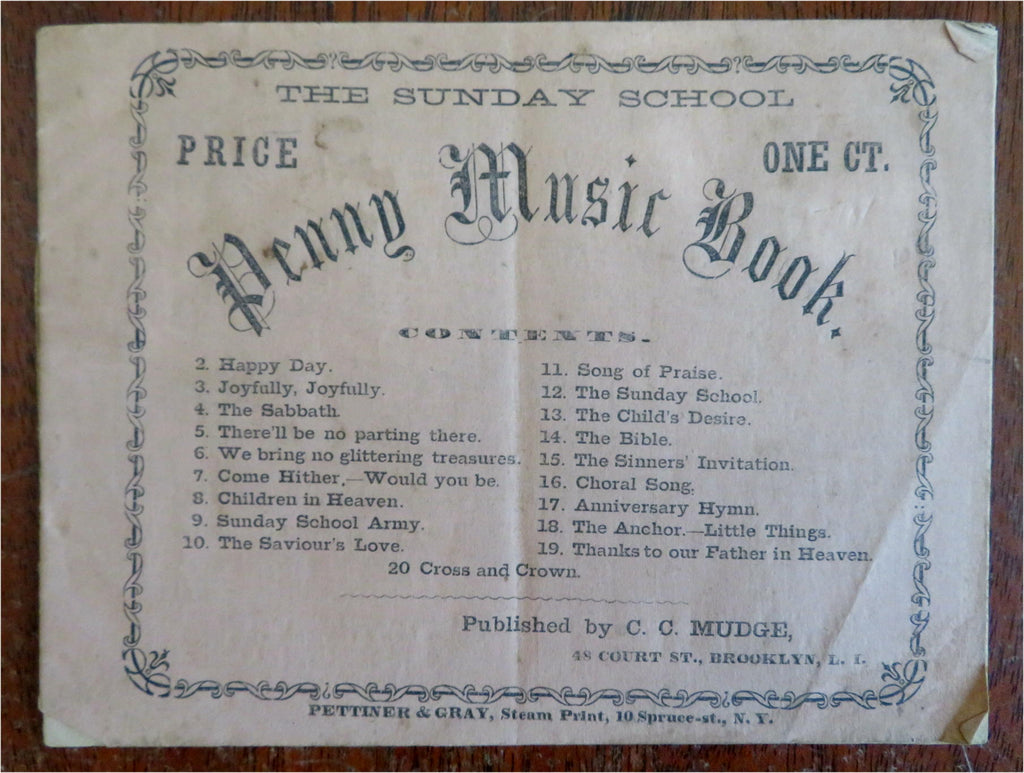 THE SUNDAY SCHOOL
PRICE
ONE CT.
Penny Music Book.
CONTENTS.
2. Happy Day.
3. Joyfully, Joyfully.
4. The Sabbath
5. There'll be no parting there.
6. We bring no glittering treasures.
7. Come Hither.—Would you be.
8. Children in Heaven.
9. Sunday School Army.
10. The Saviour's Love.
11. Song of Praise.
12. The Sunday School.
13. The Child's Desire.
14. The Bible.
15. The Sinners' Invitation.
16. Choral Song.
17. Anniversary Hymn.
18. The Anchor.—Little Things.
19. Thanks to our Father in Heaven.
20 Cross and Crown.
Published by C. C. MUDGE,
48 COURT ST., BROOKLYN, L. I.
PETTINER & GRAY, Steam Print, 10 Spruce-st., N. Y.